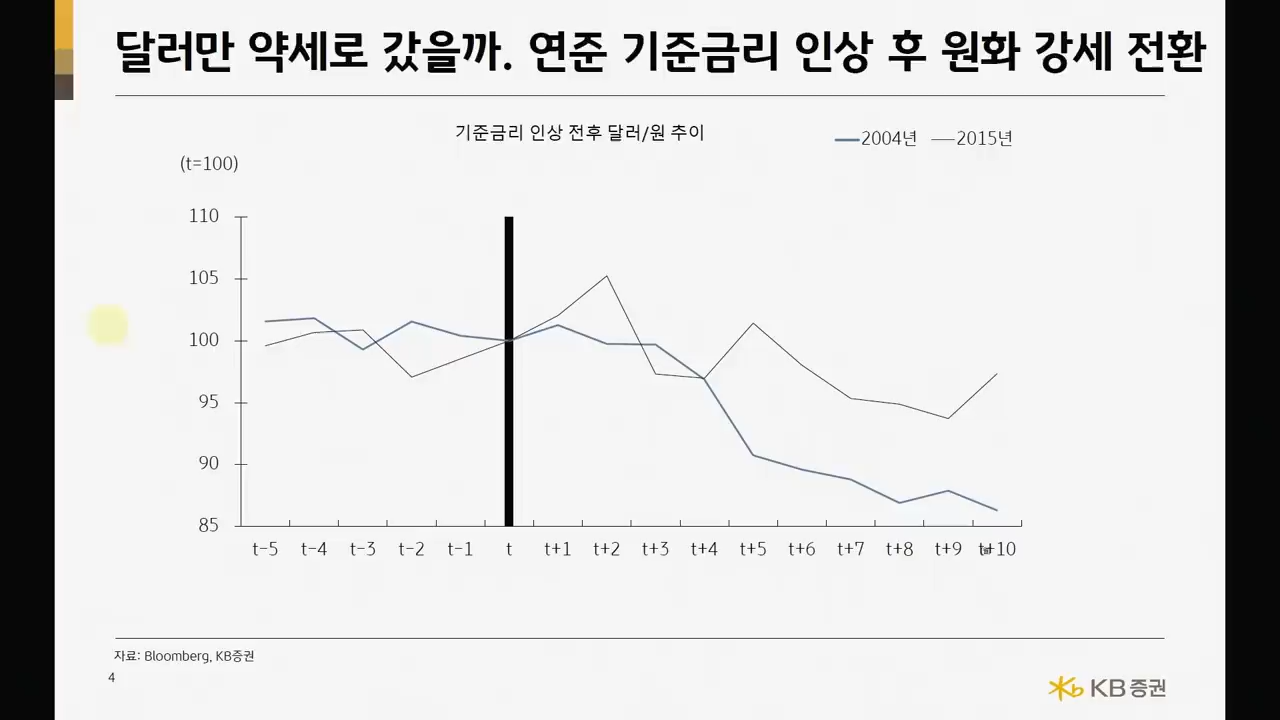 달러만 약세로 갔을까. 연준 기준금리 인상 후 원화 강세 전환
기준금리 인상 전후 달러/원 추이
2004년 2015년
(t=100)
110
105
100
95
90
85
t-5 t-4 t-3 t-2 t-1 t t+1 t+2 t+3 t+4 t+5 t+6 t+7 t+8 t+9 t+10
자료: Bloomberg, KB증권
4
KB증권